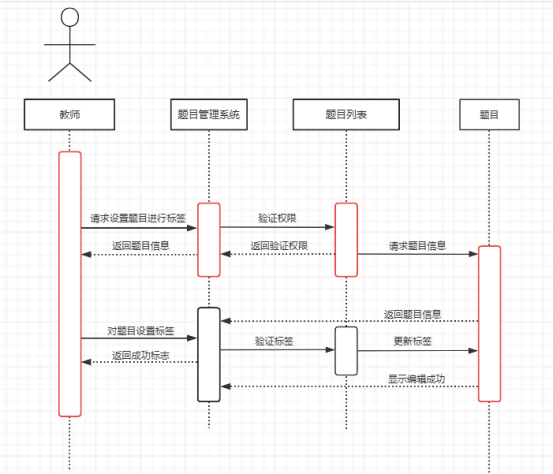 教师
题目管理系统
题目列表
题目
请求设置题目进行标签
验证权限
返回题目信息
返回验证权限
请求题目信息
返回题目信息
对题目设置标签
验证标签
更新标签
返回成功标志
显示编辑成功